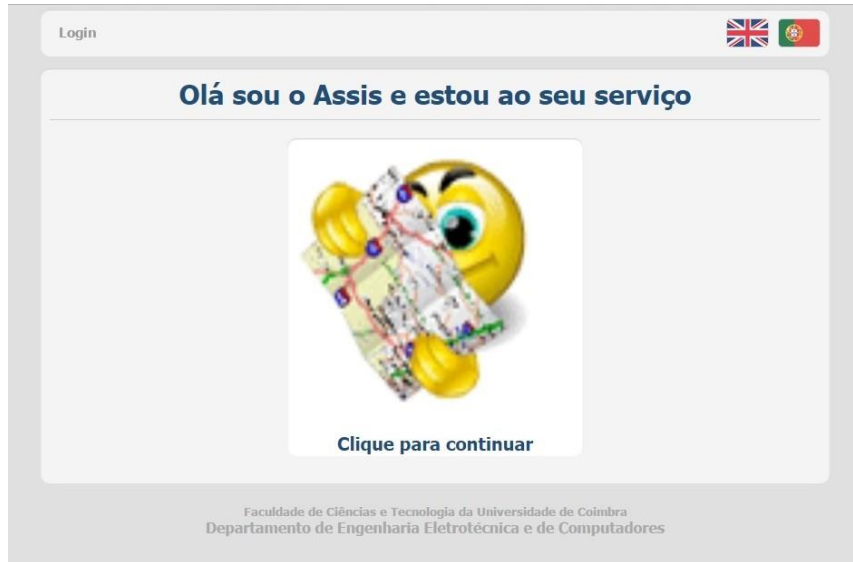 Login
Olá sou o Assis e estou ao seu serviço
Clique para continuar
Faculdade de Ciências e Tecnologia da Universidade de Coimbra
Departamento de Engenharia Eletrotécnica e de Computadores